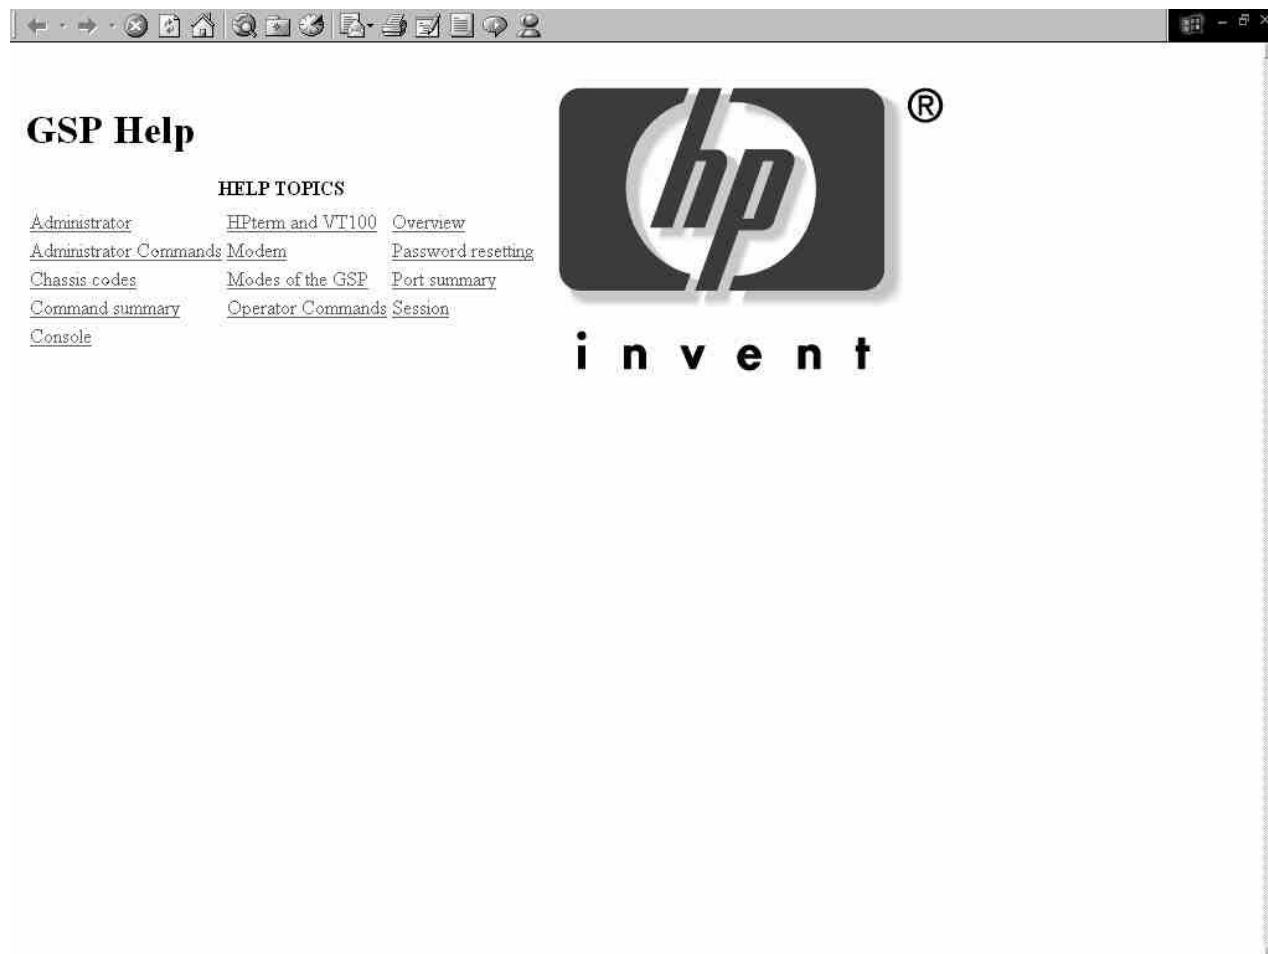 GSP Help
HELP TOPICS
Administrator HPterm and VT100 Overview
Administrator Commands Modem Password resetting
Chassis codes Modes of the GSP Port summary
Command summary Operator Commands Session
Console
hp ®
invent